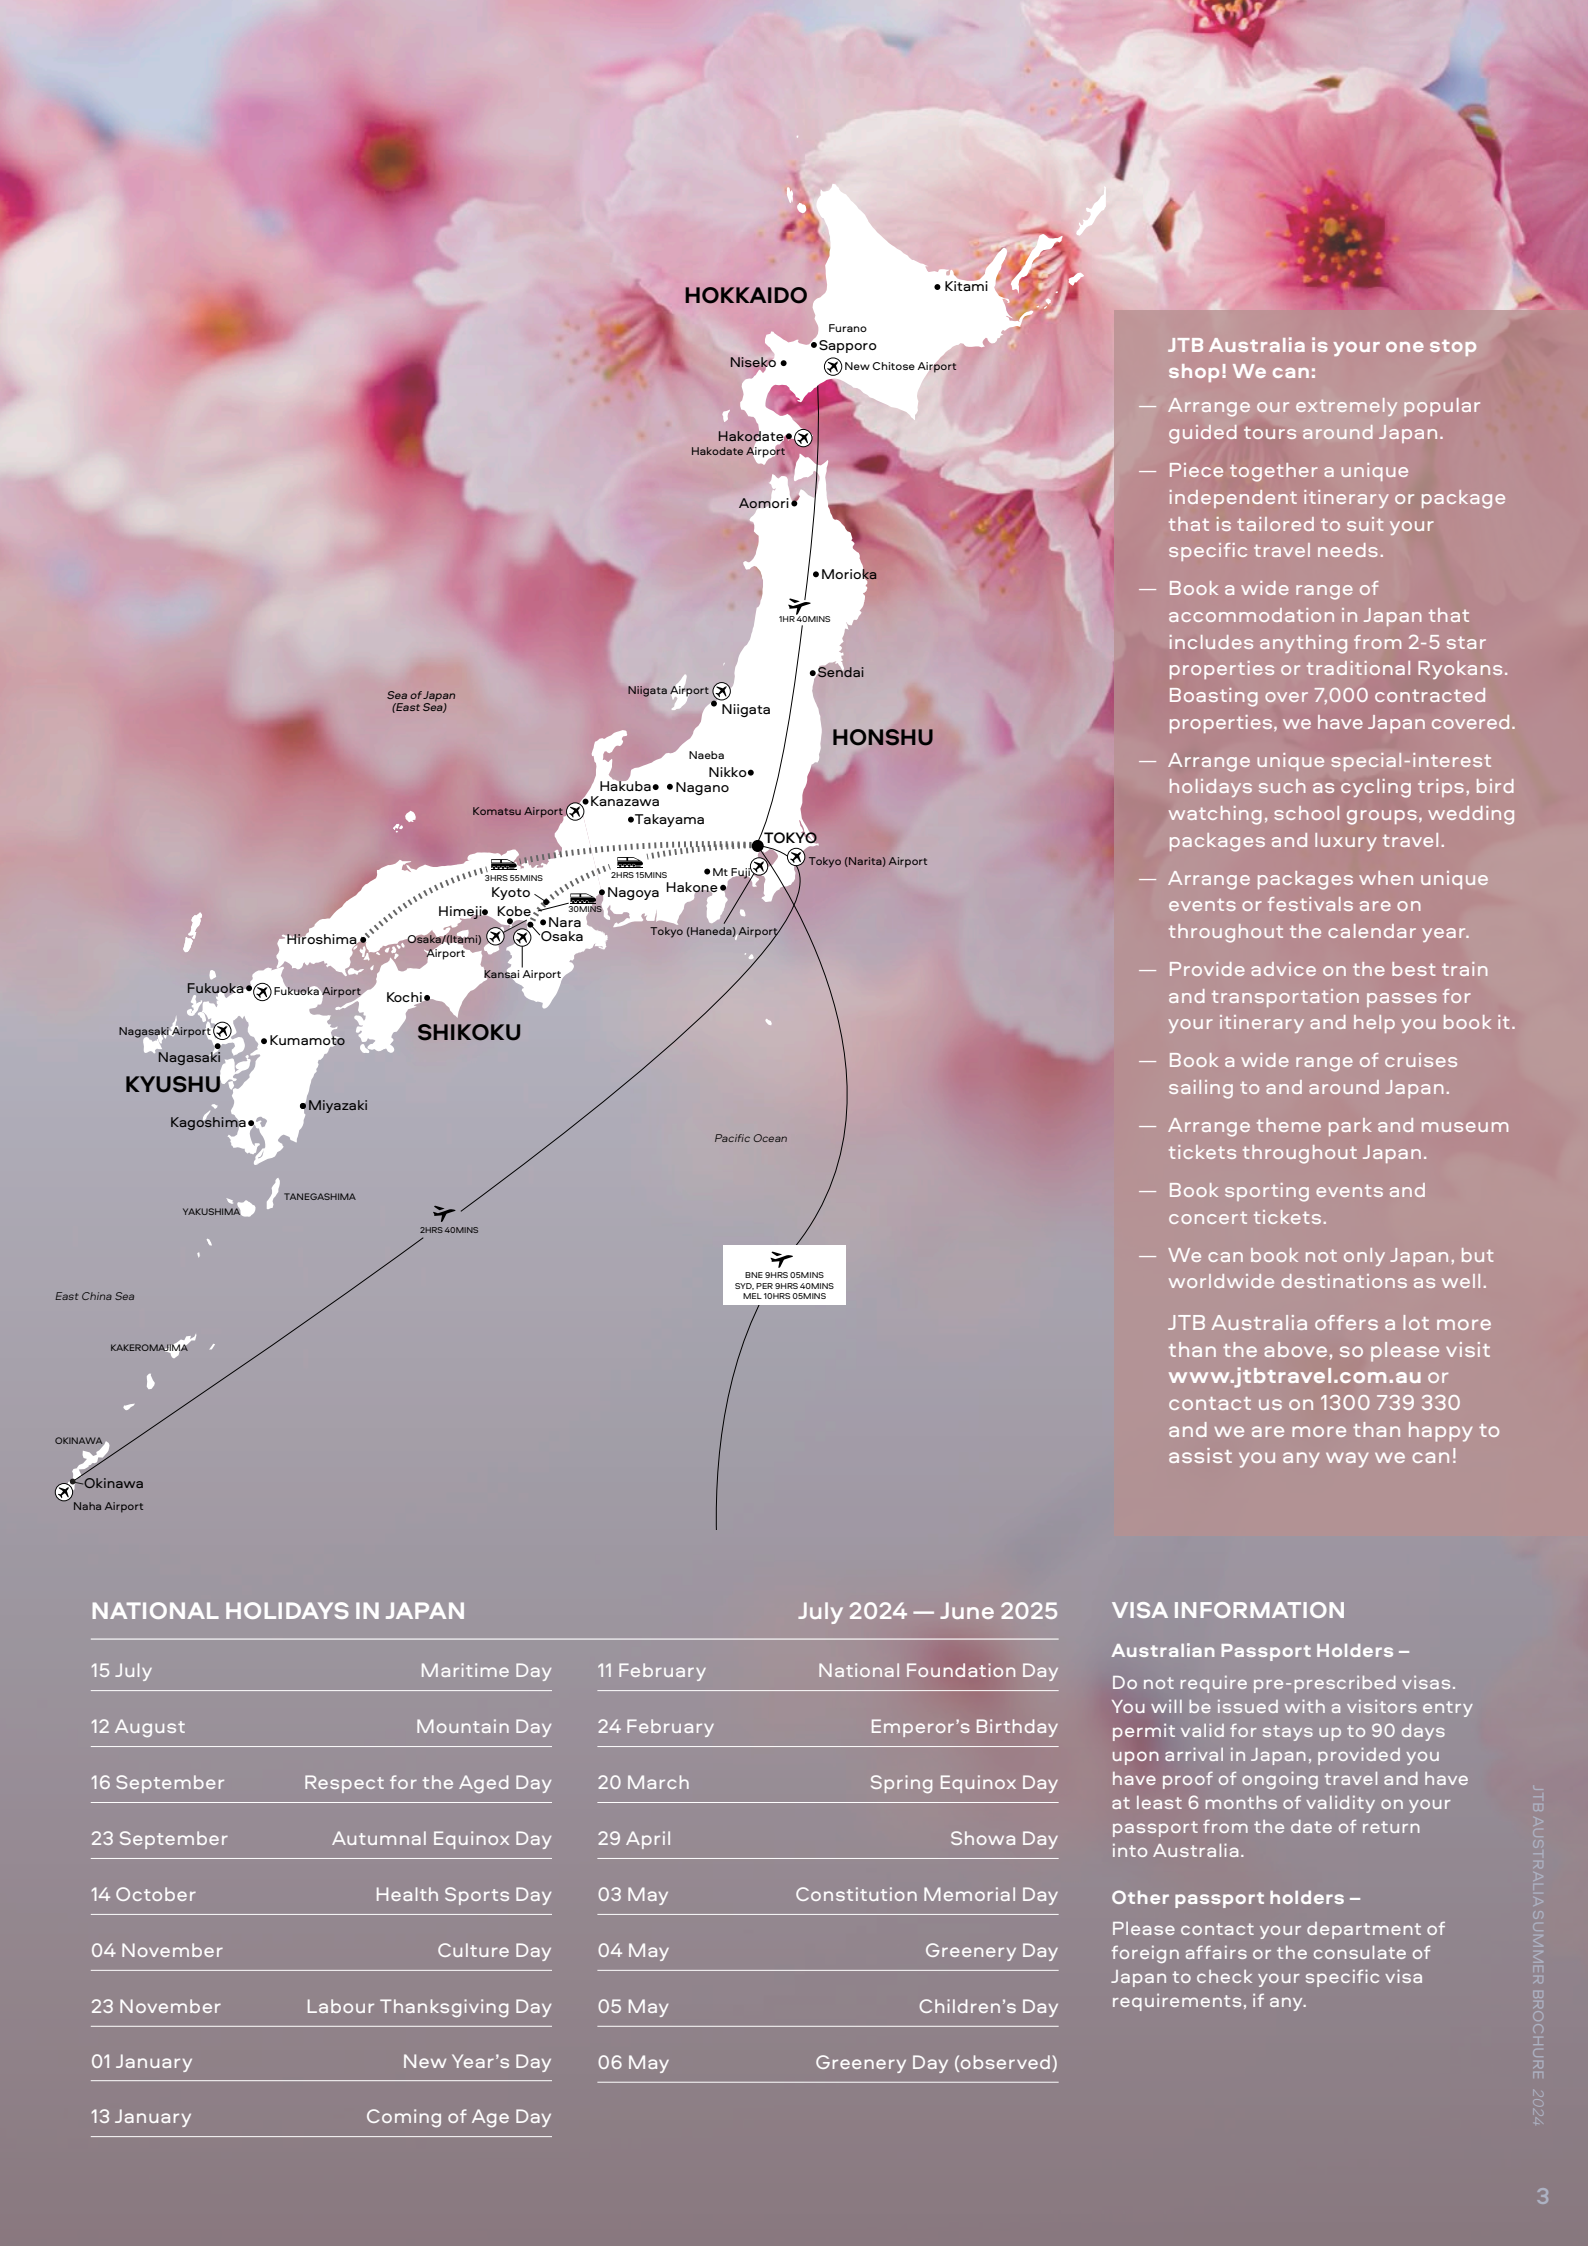 HOKKAIDO
Kitami
Furano
Sapporo
Niseko
New Chitose Airport
Hakodate
Hakodate Airport
Aomori
Morioka
1HR 40MINS
Sendai
Sea of Japan
(East Sea)
Niigata Airport
Niigata
HONSHU
Naeba
Nikko
Hakuba
Nagano
Kanazawa
Komatsu Airport
Takayama
TOKYO
Tokyo (Narita) Airport
3HRS 55MINS
2HRS 15MINS
Mt Fuji
Kyoto
Nagoya
Hakone
30MINS
Himeji
Kobe
Nara
Osaka
Tokyo (Haneda) Airport
Hiroshima
Osaka/(Itami)
Airport
Kansai Airport
Fukuoka
Fukuoka Airport
Kochi
SHIKOKU
Nagasaki Airport
Kumamoto
Nagasaki
KYUSHU
Miyazaki
Kagoshima
Pacific Ocean
TANEGASHIMA
YAKUSHIMA
2HRS 40MINS
BNE 9HRS 05MINS
SYD, PER 9HRS 40MINS
MEL 10HRS 05MINS
East China Sea
KAKEROMAJIMA
OKINAWA
Okinawa
Naha Airport
JTB Australia is your one stop
shop! We can:
— Arrange our extremely popular
guided tours around Japan.
— Piece together a unique
independent itinerary or package
that is tailored to suit your
specific travel needs.
— Book a wide range of
accommodation in Japan that
includes anything from 2-5 star
properties or traditional Ryokans.
Boasting over 7,000 contracted
properties, we have Japan covered.
— Arrange unique special-interest
holidays such as cycling trips, bird
watching, school groups, wedding
packages and luxury travel.
— Arrange packages when unique
events or festivals are on
throughout the calendar year.
— Provide advice on the best train
and transportation passes for
your itinerary and help you book it.
— Book a wide range of cruises
sailing to and around Japan.
— Arrange theme park and museum
tickets throughout Japan.
— Book sporting events and
concert tickets.
— We can book not only Japan, but
worldwide destinations as well.
JTB Australia offers a lot more
than the above, so please visit
www.jtbtravel.com.au or
contact us on 1300 739 330
and we are more than happy to
assist you any way we can!
NATIONAL HOLIDAYS IN JAPAN July 2024 — June 2025
15 July Maritime Day
12 August Mountain Day
16 September Respect for the Aged Day
23 September Autumnal Equinox Day
14 October Health Sports Day
04 November Culture Day
23 November Labour Thanksgiving Day
01 January New Year's Day
13 January Coming of Age Day
11 February National Foundation Day
24 February Emperor's Birthday
20 March Spring Equinox Day
29 April Showa Day
03 May Constitution Memorial Day
04 May Greenery Day
05 May Children's Day
06 May Greenery Day (observed)
VISA INFORMATION
Australian Passport Holders –
Do not require pre-prescribed visas.
You will be issued with a visitors entry
permit valid for stays up to 90 days
upon arrival in Japan, provided you
have proof of ongoing travel and have
at least 6 months of validity on your
passport from the date of return
into Australia.
Other passport holders –
Please contact your department of
foreign affairs or the consulate of
Japan to check your specific visa
requirements, if any.
JTB AUSTRALIA SUMMER BROCHURE 2024
3